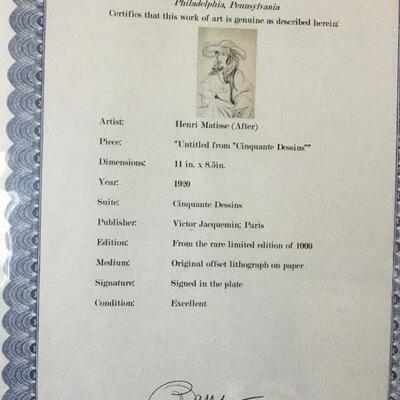 Philadelphia, Pennsylvania
Certifies that this work of art is genuine as described herein:
Artist: Henri Matisse (After)
Piece: "Untitled from "Cinquante Dessins""
Dimensions: 11 in. x 8.5in.
Year: 1920
Suite: Cinquante Dessins
Publisher: Victor Jacquemin; Paris
Edition: From the rare limited edition of 1000
Medium: Original offset lithograph on paper
Signature: Signed in the plate
Condition: Excellent